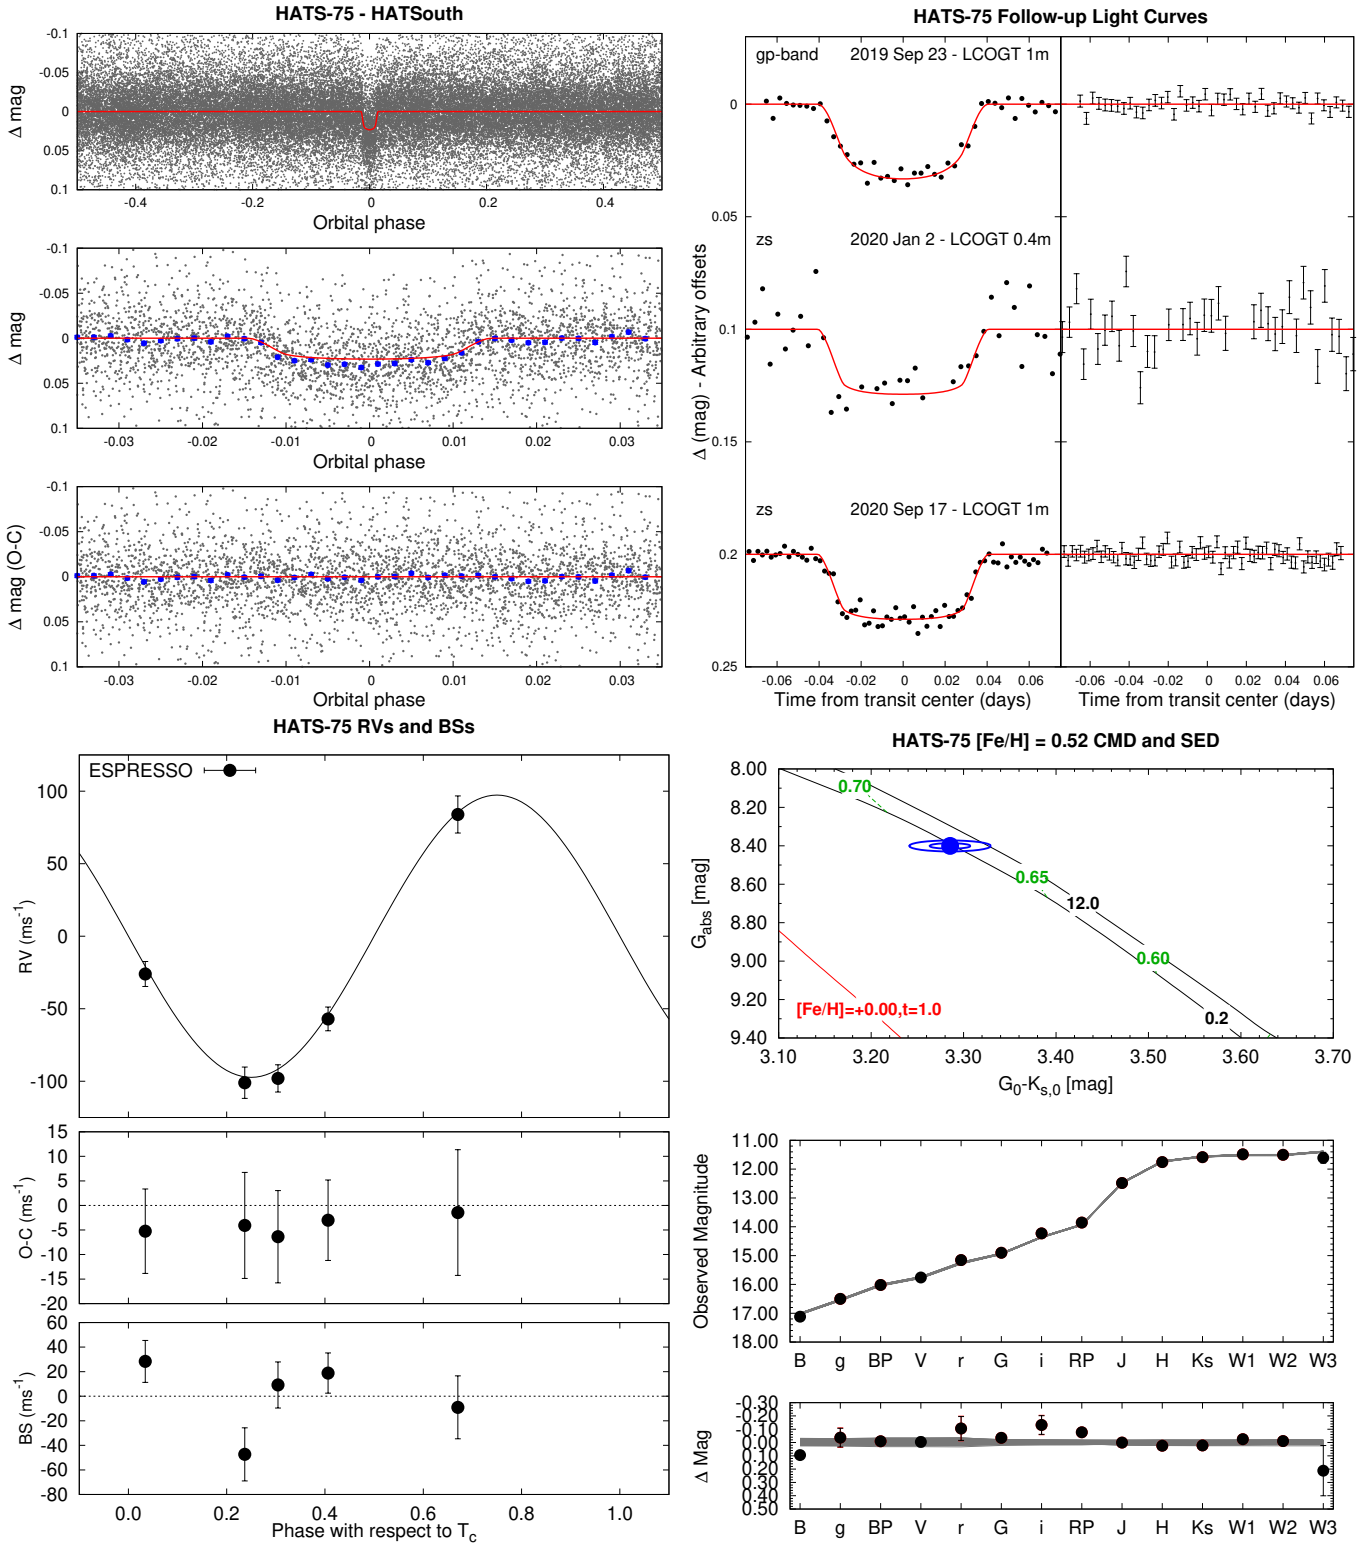 HATS-75 - HATSouth
-0.1
-0.05
0
0.05
0.1
Δ mag
-0.4 -0.2 0 0.2 0.4
Orbital phase
-0.1
-0.05
0
0.05
0.1
Δ mag
-0.03 -0.02 -0.01 0 0.01 0.02 0.03
Orbital phase
-0.1
-0.05
0
0.05
0.1
Δ mag (O-C)
-0.03 -0.02 -0.01 0 0.01 0.02 0.03
Orbital phase
HATS-75 Follow-up Light Curves
gp-band 2019 Sep 23 - LCOGT 1m
zs 2020 Jan 2 - LCOGT 0.4m
zs 2020 Sep 17 - LCOGT 1m
0
0.05
0.1
0.15
0.2
0.25
Δ (mag) - Arbitrary offsets
-0.06 -0.04 -0.02 0 0.02 0.04 0.06
Time from transit center (days)
-0.06 -0.04 -0.02 0 0.02 0.04 0.06
Time from transit center (days)
HATS-75 RVs and BSs
ESPRESSO
100
50
0
-50
-100
RV (ms⁻¹)
15
10
5
0
-5
-10
-15
-20
O-C (ms⁻¹)
60
40
20
0
-20
-40
-60
-80
BS (ms⁻¹)
0.0 0.2 0.4 0.6 0.8 1.0
Phase with respect to T_c
HATS-75 [Fe/H] = 0.52 CMD and SED
8.00
8.20
8.40
8.60
8.80
9.00
9.20
9.40
G_abs [mag]
0.70
0.65
12.0
0.60
0.2
[Fe/H]=+0.00,t=1.0
3.10 3.20 3.30 3.40 3.50 3.60 3.70
G₀-K_s,0 [mag]
11.00
12.00
13.00
14.00
15.00
16.00
17.00
18.00
Observed Magnitude
B g BP V r G i RP J H Ks W1 W2 W3
-0.30
-0.20
-0.10
0.00
0.10
0.20
0.30
0.40
0.50
Δ Mag
B g BP V r G i RP J H Ks W1 W2 W3